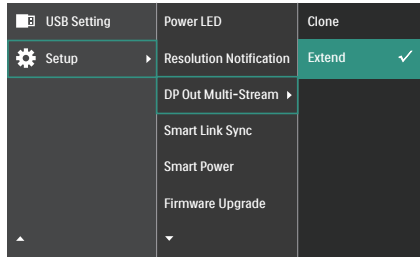 USB Setting
Setup
Power LED
Resolution Notification
DP Out Multi-Stream
Smart Link Sync
Smart Power
Firmware Upgrade
Clone
Extend